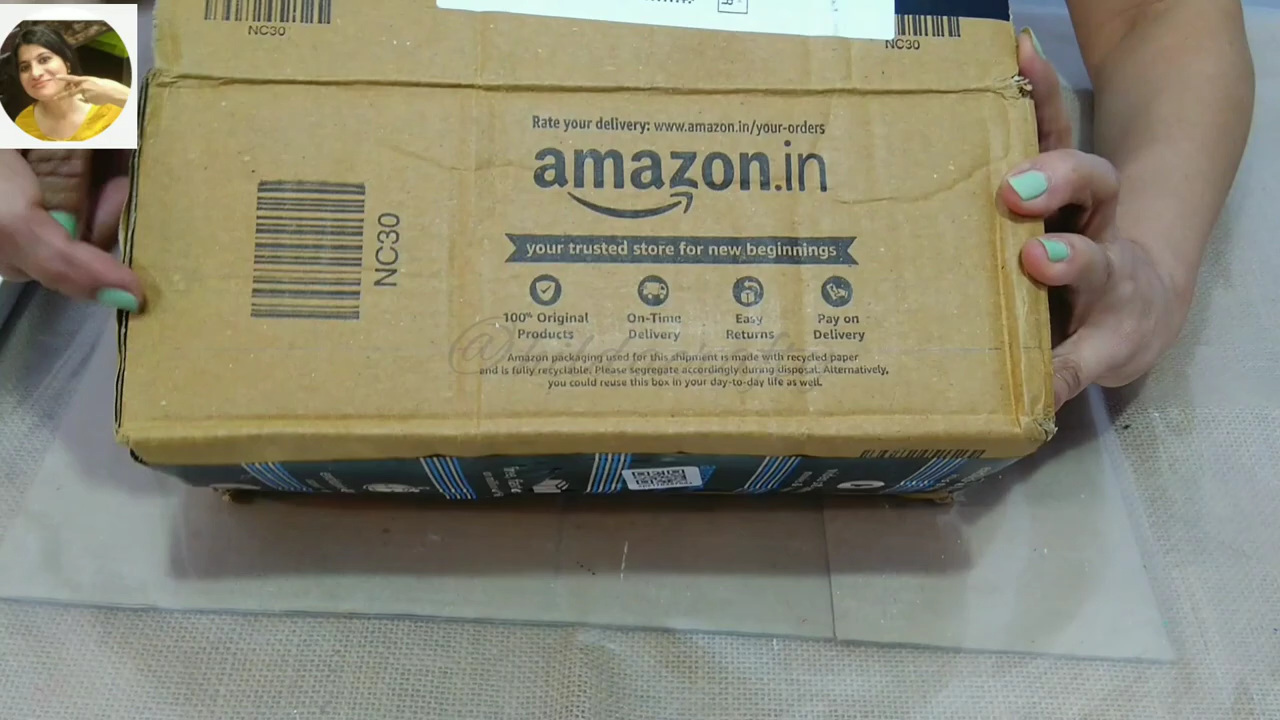 NC30
NC30
Rate your delivery: www.amazon.in/your-orders
amazon.in
NC30
your trusted store for new beginnings
100% Original Products
On-Time Delivery
Easy Returns
Pay on Delivery
Amazon packaging used for this shipment is made with recycled paper
and is fully recyclable. Please segregate accordingly during disposal. Alternatively,
you could reuse this box in your day-to-day life as well.